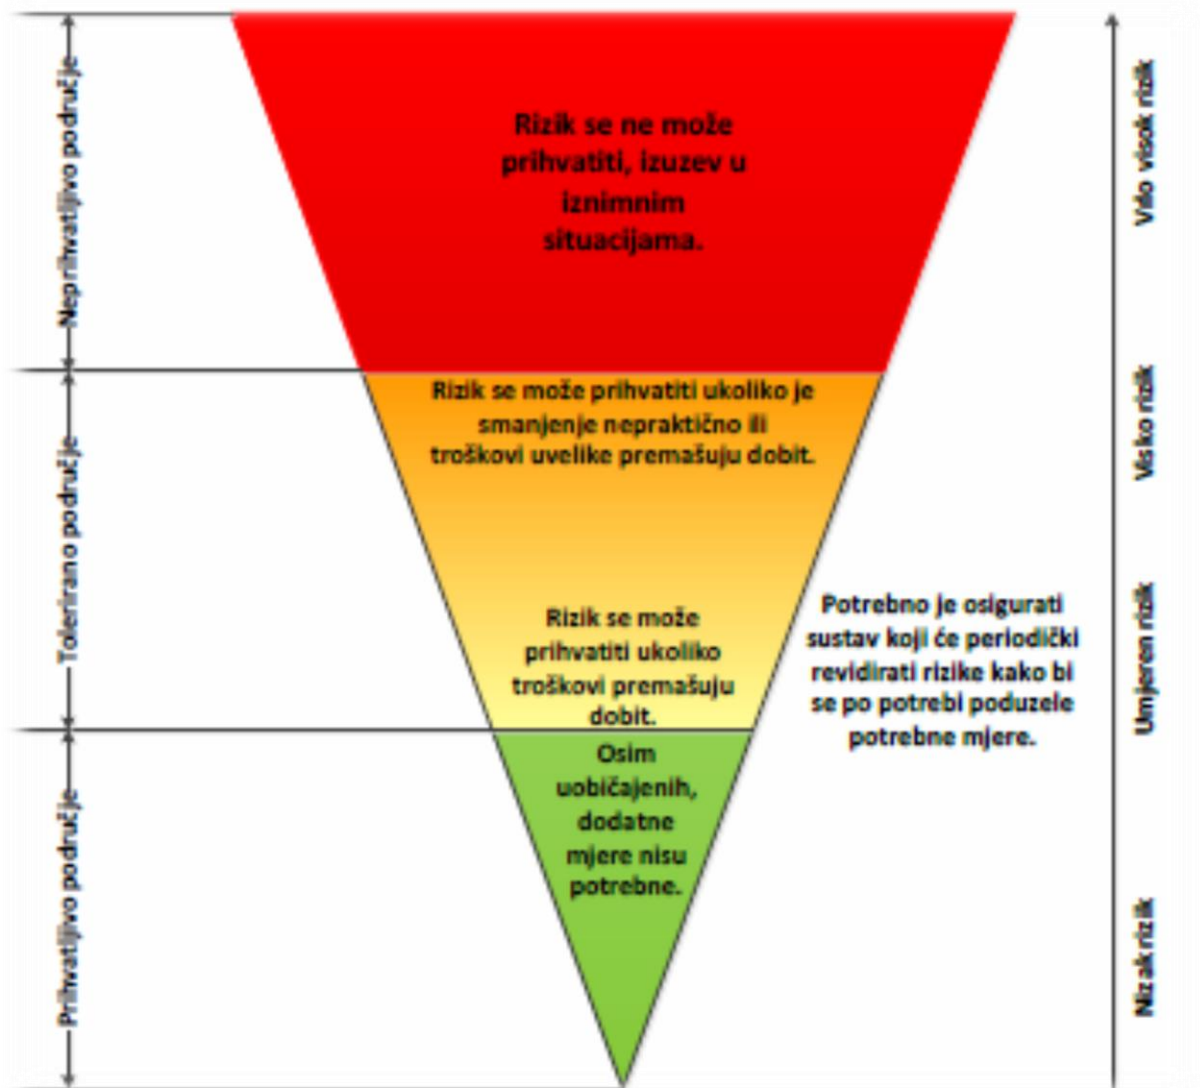 Neprihvatljivo područje
Tolerirano područje
Prihvatljivo područje
Rizik se ne može
prihvatiti, izuzev u
iznimnim
situacijama.
Rizik se može prihvatiti ukoliko je
smanjenje nepraktično ili
troškovi uvelike premašuju dobit.
Rizik se može
prihvatiti ukoliko
troškovi premašuju
dobit.
Osim
uobičajenih,
dodatne
mjere nisu
potrebne.
Potrebno je osigurati
sustav koji će periodički
revidirati rizike kako bi
se po potrebi poduzele
potrebne mjere.
Vrlo visok rizik
Visko rizik
Umjeren rizik
Nizak rizik